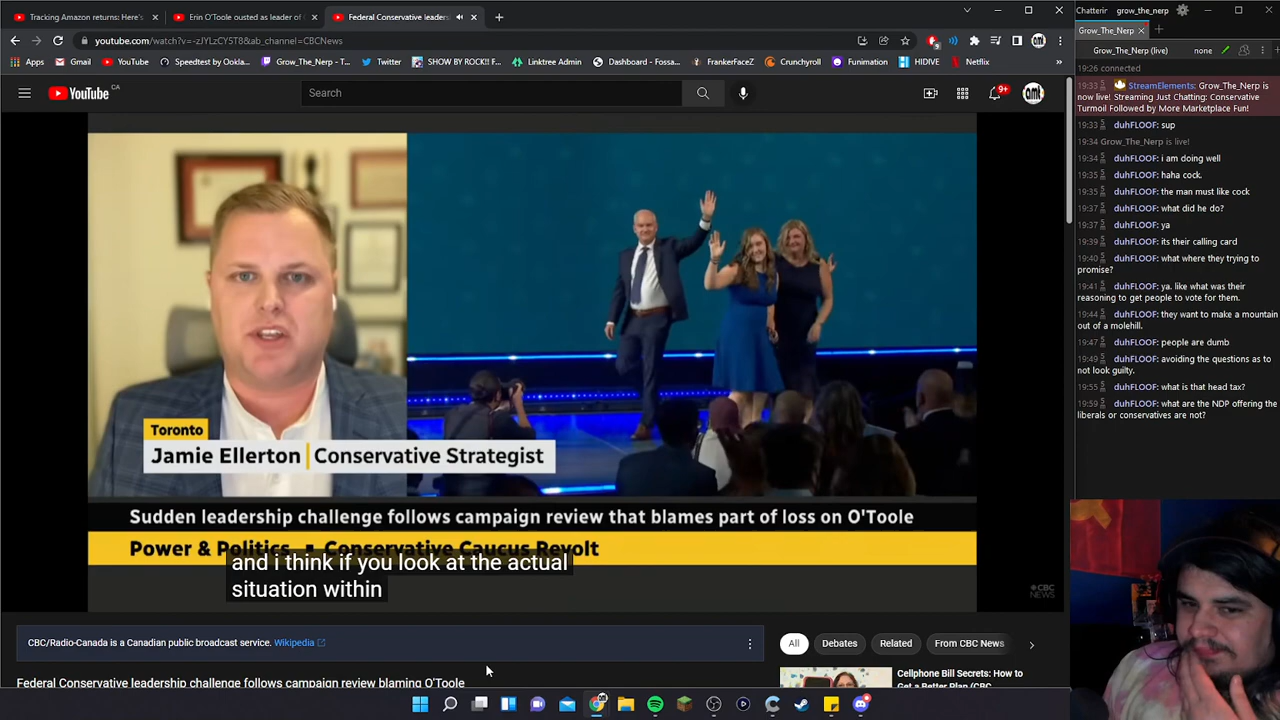 Tracking Amazon returns: Here's
Erin O'Toole ousted as leader of
Federal Conservative leaders
youtube.com/watch?v=-zJYLzCY5T8&ab_channel=CBCNews
Apps
Gmail
YouTube
Speedtest by Ookla
Grow_The_Nerp - T...
Twitter
SHOW BY ROCK!! F...
Linktree Admin
Dashboard - Fossa...
FrankerFaceZ
Crunchyroll
Funimation
HIDIVE
Netflix
YouTube CA
Search
9+
Toronto
Jamie Ellerton | Conservative Strategist
Sudden leadership challenge follows campaign review that blames part of loss on O'Toole
Power & Politics ▪ Conservative Caucus Revolt
and i think if you look at the actual
situation within
CBC NEWS
CBC/Radio-Canada is a Canadian public broadcast service. Wikipedia
All
Debates
Related
From CBC News
Federal Conservative leadership challenge follows campaign review blaming O'Toole
Cellphone Bill Secrets: How to
Get a Better Plan (CBC
Chatterir grow_the_nerp
Grow_The_Nerp
Grow_The_Nerp (live)
none
19:26 connected
19:33 StreamElements: Grow_The_Nerp is
now live! Streaming Just Chatting: Conservative
Turmoil Followed by More Marketplace Fun!
19:33 duhFLOOF: sup
19:34 Grow_The_Nerp is live!
19:34 duhFLOOF: i am doing well
19:35 duhFLOOF: haha cock.
19:35 duhFLOOF: the man must like cock
19:37 duhFLOOF: what did he do?
19:37 duhFLOOF: ya
19:39 duhFLOOF: its their calling card
19:40 duhFLOOF: what where they trying to
promise?
19:41 duhFLOOF: ya. like what was their
reasoning to get people to vote for them.
19:44 duhFLOOF: they want to make a mountain
out of a molehill.
19:47 duhFLOOF: people are dumb
19:49 duhFLOOF: avoiding the questions as to
not look guilty.
19:55 duhFLOOF: what is that head tax?
19:59 duhFLOOF: what are the NDP offering the
liberals or conservatives are not?